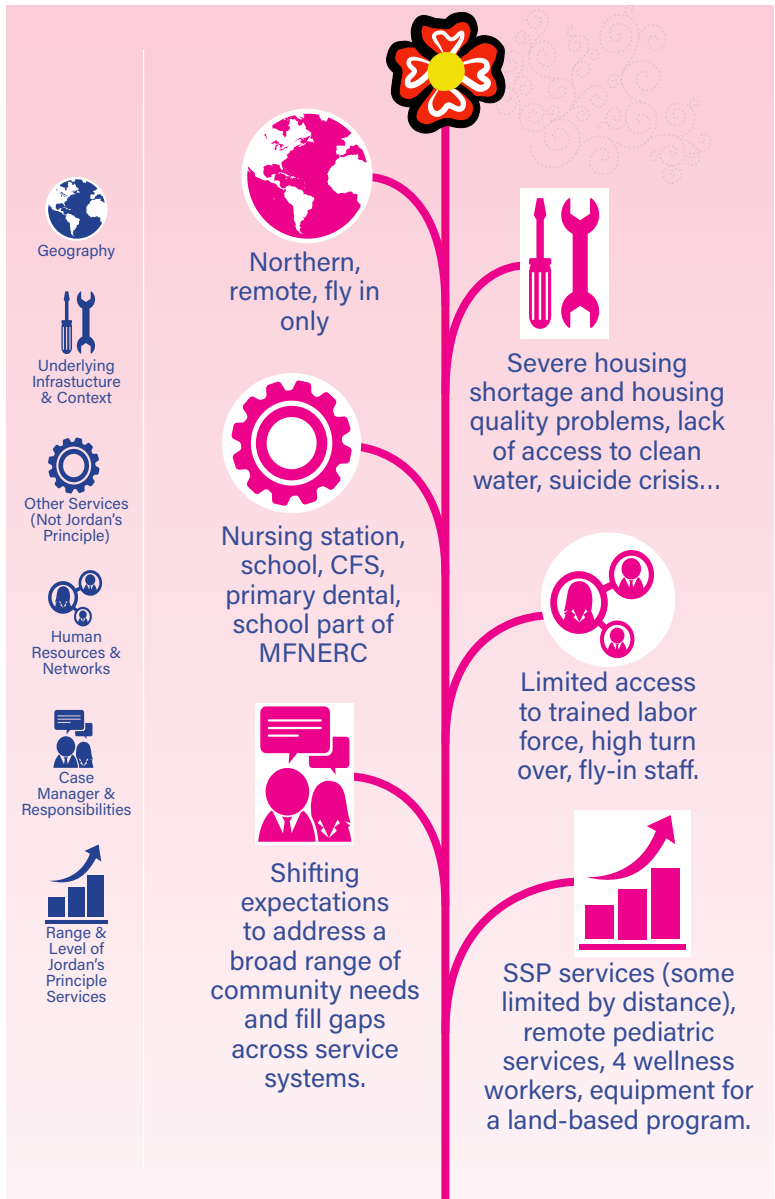 Geography
Underlying
Infrastucture
& Context
Other Services
(Not Jordan's
Principle)
Human
Resources &
Networks
Case
Manager &
Responsibilities
Range &
Level of
Jordan's
Principle
Services
Northern,
remote, fly in
only
Severe housing
shortage and housing
quality problems, lack
of access to clean
water, suicide crisis...
Nursing station,
school, CFS,
primary dental,
school part of
MFNERC
Limited access
to trained labor
force, high turn
over, fly-in staff.
Shifting
expectations
to address a
broad range of
community needs
and fill gaps
across service
systems.
SSP services (some
limited by distance),
remote pediatric
services, 4 wellness
workers, equipment for
a land-based program.